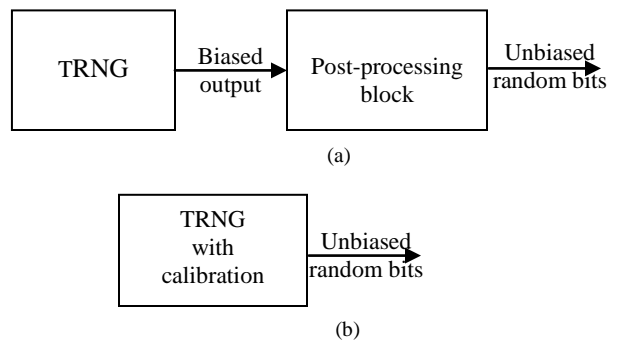 TRNG
Biased
output
Post-processing
block
Unbiased
random bits
(a)
TRNG
with
calibration
Unbiased
random bits
(b)